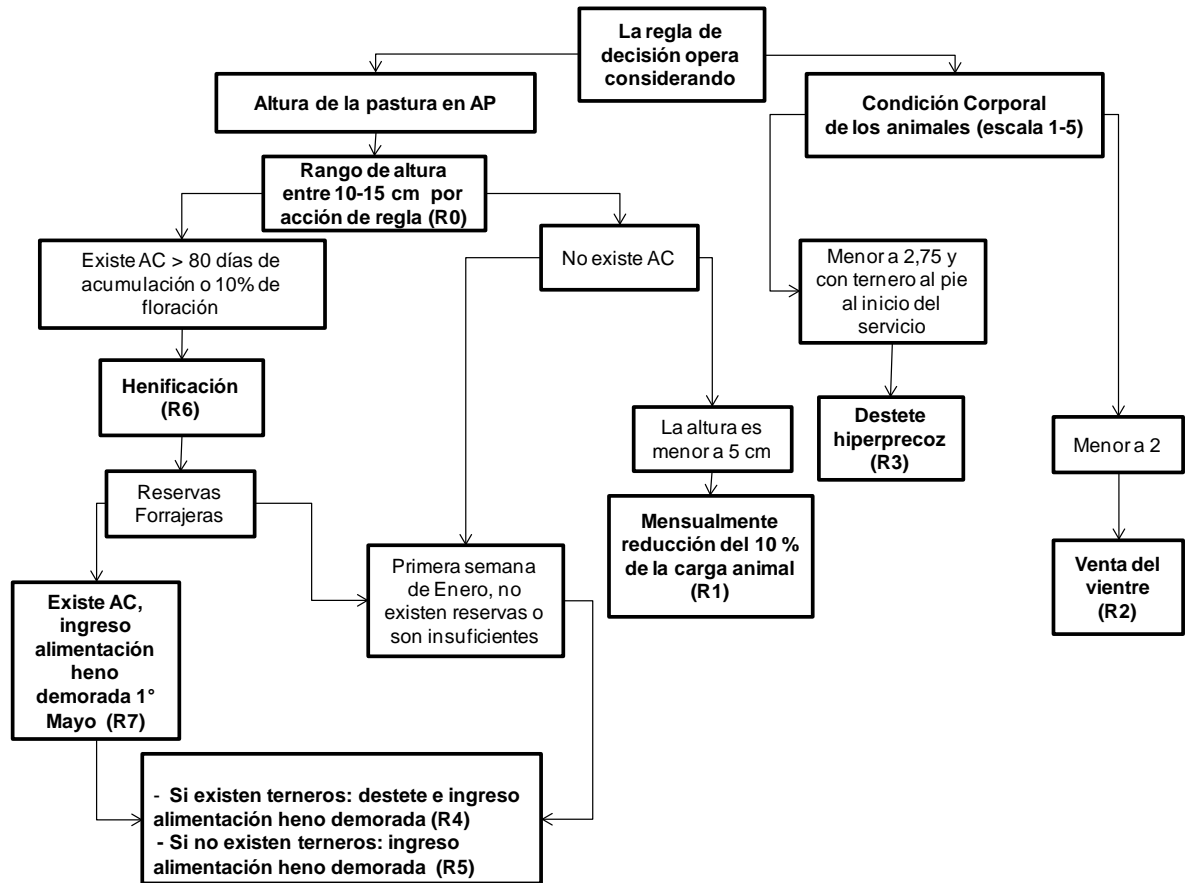 La regla de
decisión opera
considerando
Altura de la pastura en AP
Condición Corporal
de los animales (escala 1-5)
Rango de altura
entre 10-15 cm por
acción de regla (R0)
Existe AC > 80 días de
acumulación o 10% de
floración
No existe AC
Menor a 2,75 y
con ternero al pie
al inicio del
servicio
Henificación
(R6)
La altura es
menor a 5 cm
Destete
hiperprecoz
(R3)
Menor a 2
Reservas
Forrajeras
Mensualmente
reducción del 10 %
de la carga animal
(R1)
Primera semana
de Enero, no
existen reservas o
son insuficientes
Venta del
vientre
(R2)
Existe AC,
ingreso
alimentación
heno
demorada 1°
Mayo (R7)
- Si existen terneros: destete e ingreso
alimentación heno demorada (R4)
- Si no existen terneros: ingreso
alimentación heno demorada (R5)